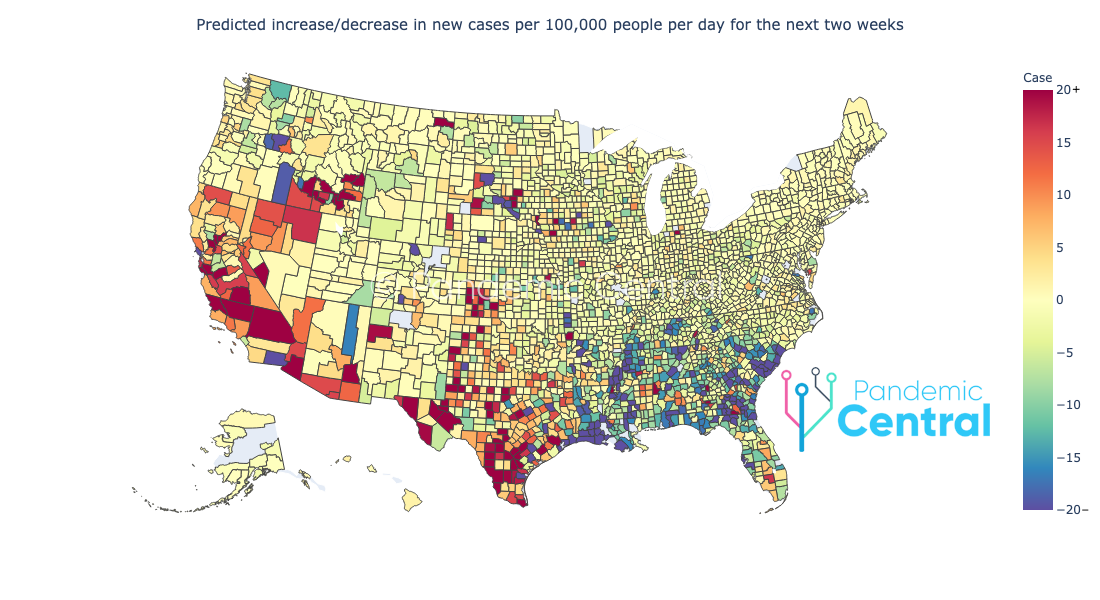 Predicted increase/decrease in new cases per 100,000 people per day for the next two weeks
Case
20+
15
10
5
0
−5
−10
−15
−20−
Pandemic
Central